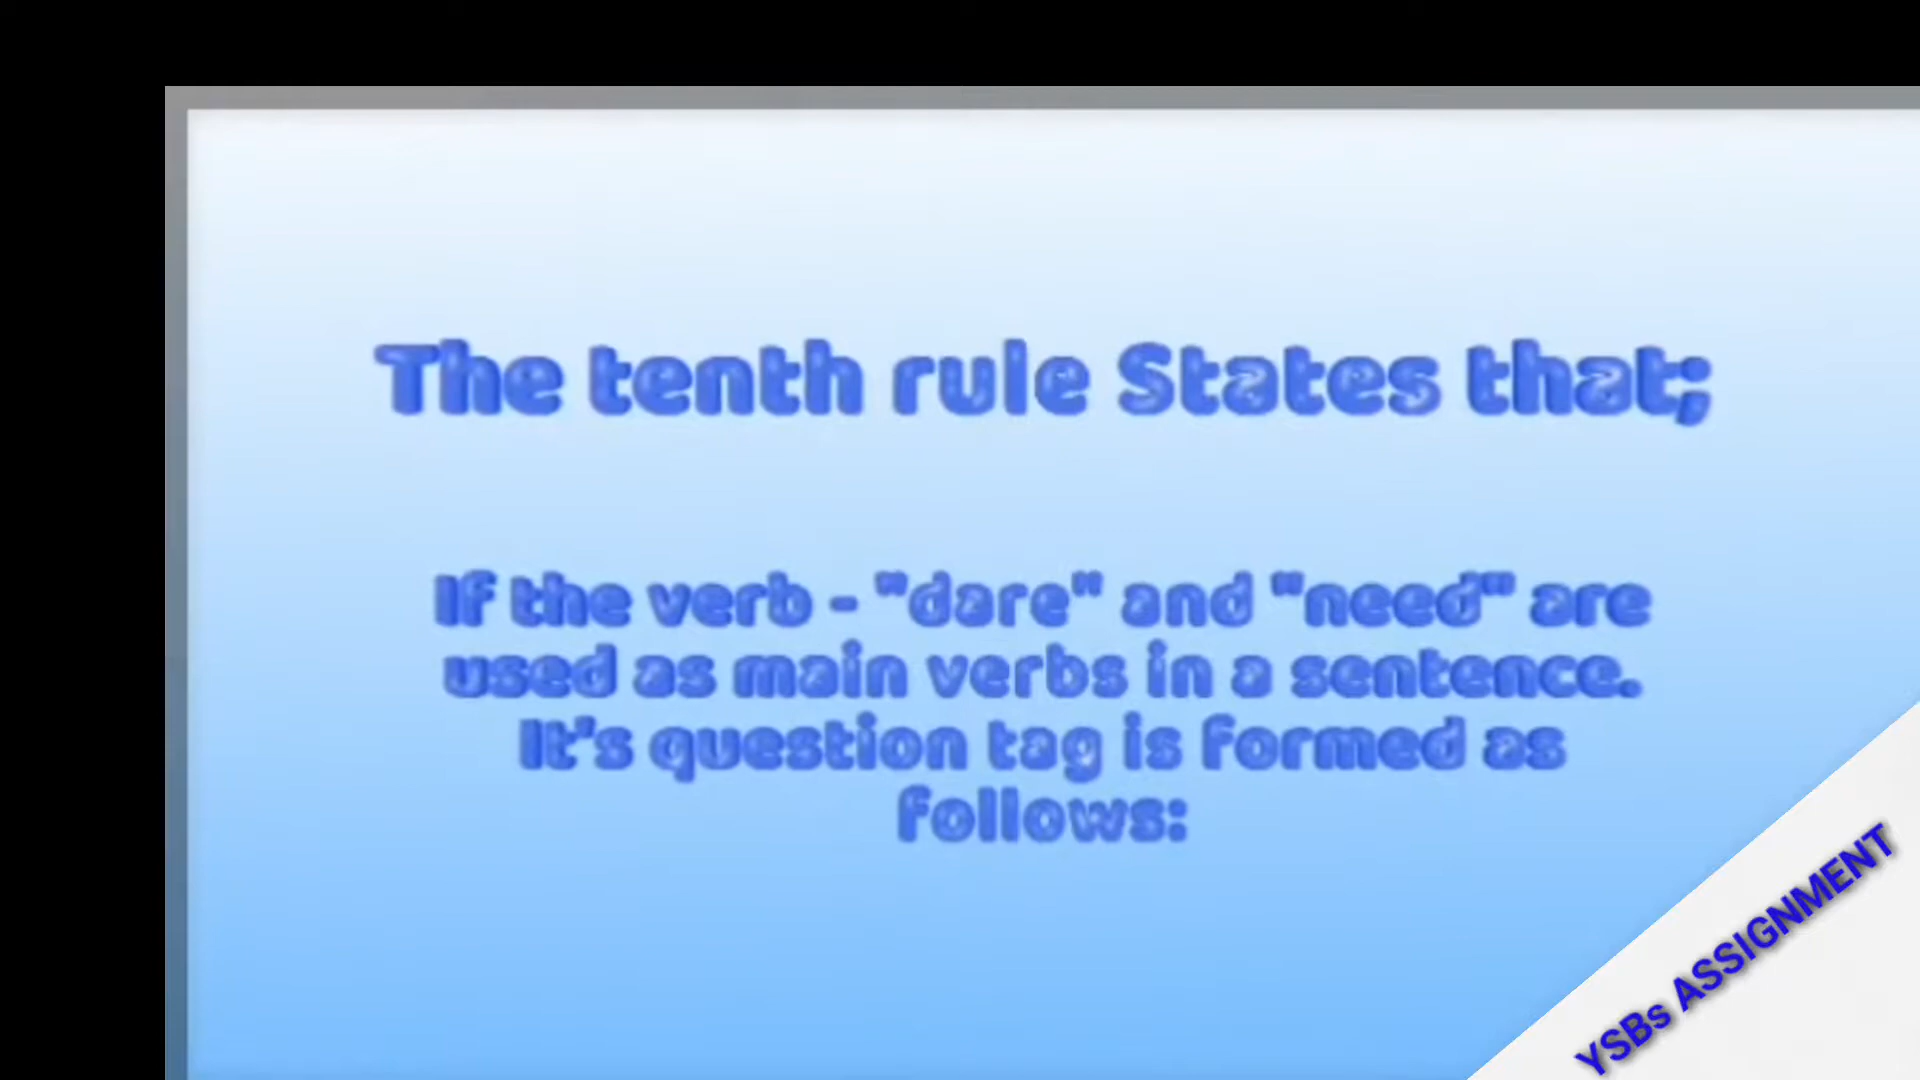 The tenth rule States that;
If the verb - "dare" and "need" are
used as main verbs in a sentence.
It's question tag is formed as
follows:
YSBs ASSIGNMENT